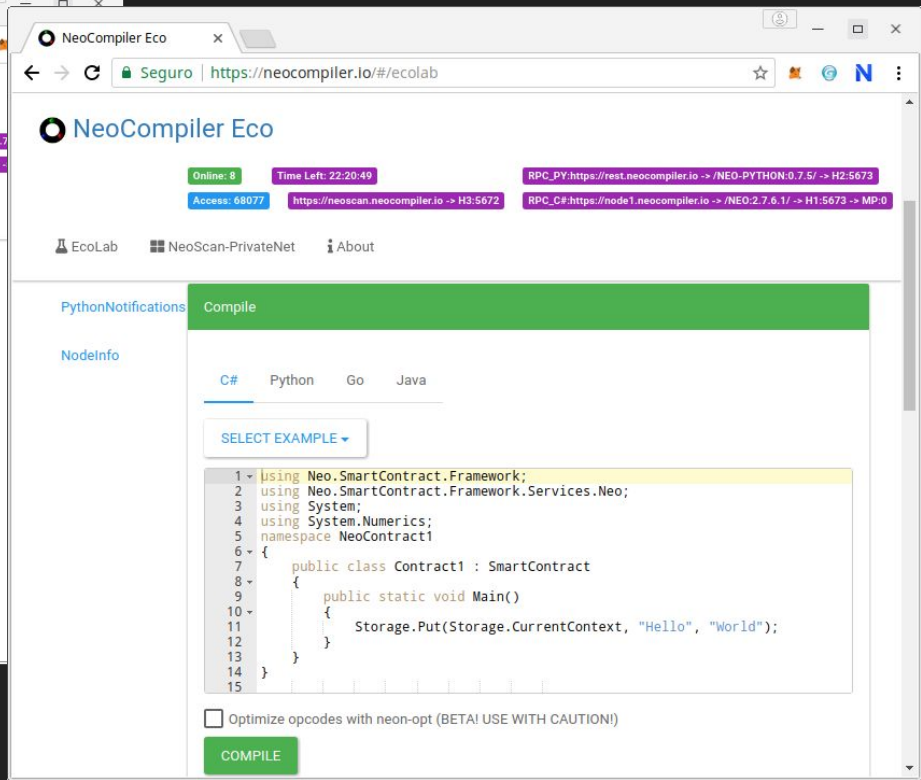 NeoCompiler Eco
Seguro https://neocompiler.io/#/ecolab
NeoCompiler Eco
Online: 8 Time Left: 22:20:49 RPC_PY:https://rest.neocompiler.io -> /NEO-PYTHON:0.7.5/ -> H2:5673
Access: 68077 https://neoscan.neocompiler.io -> H3:5672 RPC_C#:https://node1.neocompiler.io -> /NEO:2.7.6.1/ -> H1:5673 -> MP:0
EcoLab NeoScan-PrivateNet About
PythonNotifications
NodeInfo
Compile
C# Python Go Java
SELECT EXAMPLE
1 using Neo.SmartContract.Framework;
2 using Neo.SmartContract.Framework.Services.Neo;
3 using System;
4 using System.Numerics;
5 namespace NeoContract1
6 {
7 public class Contract1 : SmartContract
8 {
9 public static void Main()
10 {
11 Storage.Put(Storage.CurrentContext, "Hello", "World");
12 }
13 }
14 }
15
Optimize opcodes with neon-opt (BETA! USE WITH CAUTION!)
COMPILE